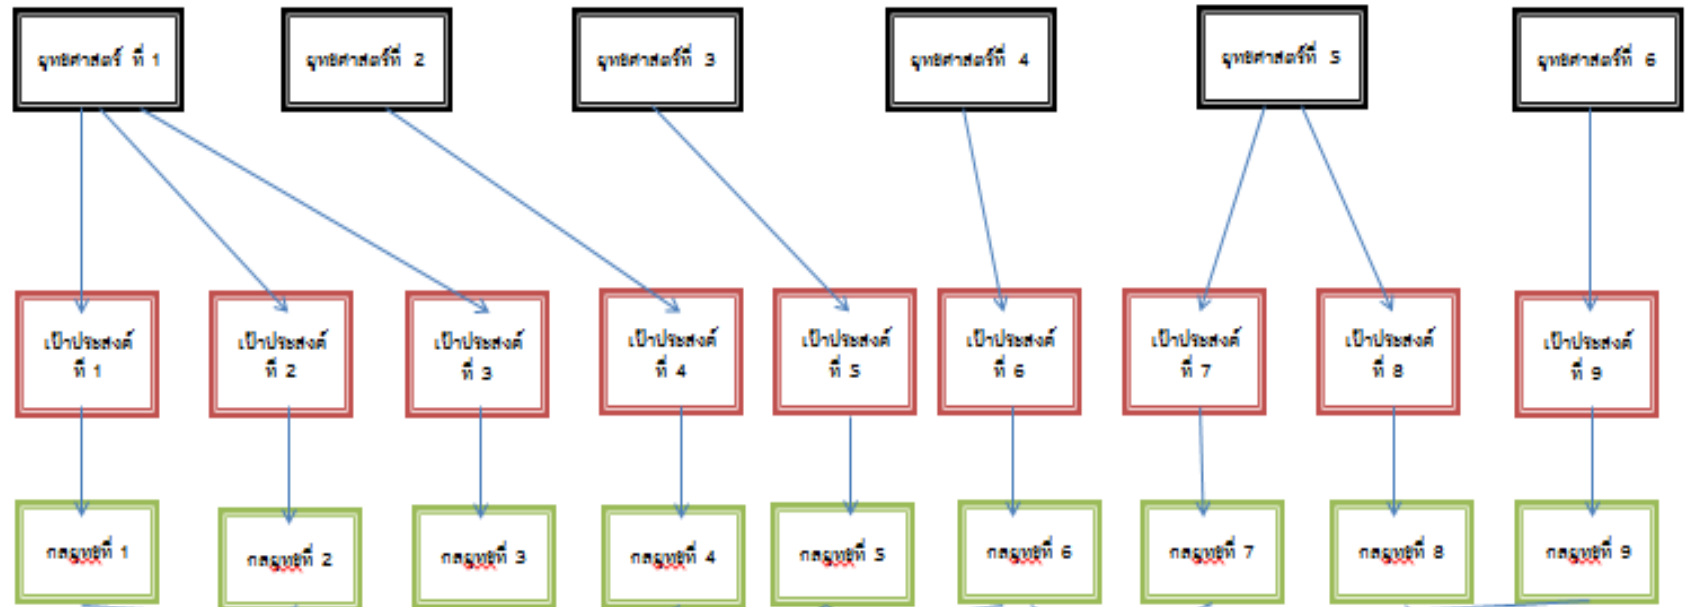 ยุทธศาสตร์ ที่ 1
ยุทธศาสตร์ที่ 2
ยุทธศาสตร์ที่ 3
ยุทธศาสตร์ที่ 4
ยุทธศาสตร์ที่ 5
ยุทธศาสตร์ที่ 6
เป้าประสงค์
ที่ 1
เป้าประสงค์
ที่ 2
เป้าประสงค์
ที่ 3
เป้าประสงค์
ที่ 4
เป้าประสงค์
ที่ 5
เป้าประสงค์
ที่ 6
เป้าประสงค์
ที่ 7
เป้าประสงค์
ที่ 8
เป้าประสงค์
ที่ 9
กลยุทธที่ 1
กลยุทธที่ 2
กลยุทธที่ 3
กลยุทธที่ 4
กลยุทธที่ 5
กลยุทธที่ 6
กลยุทธที่ 7
กลยุทธที่ 8
กลยุทธที่ 9